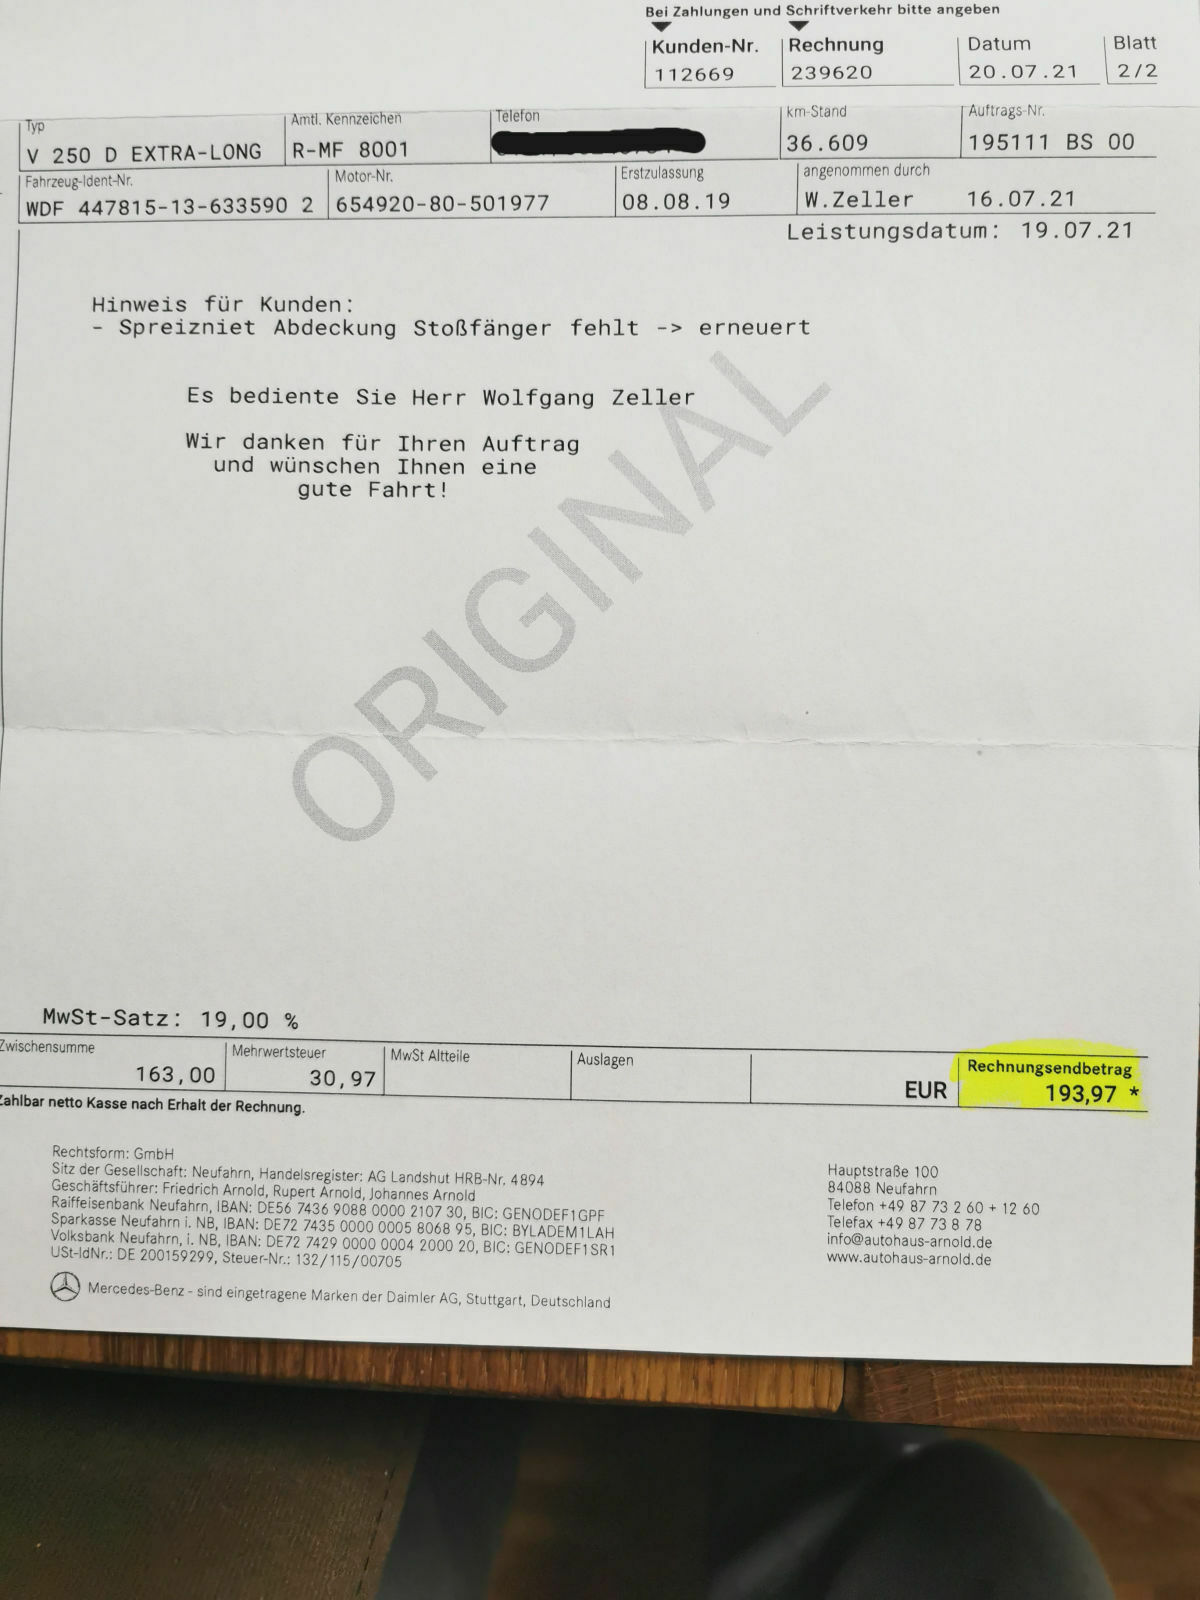 Bei Zahlungen und Schriftverkehr bitte angeben
Kunden-Nr. Rechnung Datum Blatt
112669 239620 20.07.21 2/2
Typ Amtl. Kennzeichen Telefon km-Stand Auftrags-Nr.
V 250 D EXTRA-LONG R-MF 8001 36.609 195111 BS 00
Fahrzeug-Ident-Nr. Motor-Nr. Erstzulassung angenommen durch
WDF 447815-13-633590 2 654920-80-501977 08.08.19 W.Zeller 16.07.21
Leistungsdatum: 19.07.21
Hinweis für Kunden:
- Spreizniet Abdeckung Stoßfänger fehlt -> erneuert
Es bediente Sie Herr Wolfgang Zeller
Wir danken für Ihren Auftrag
und wünschen Ihnen eine
gute Fahrt!
ORIGINAL
MwSt-Satz: 19,00 %
Zwischensumme Mehrwertsteuer MwSt Altteile Auslagen Rechnungsendbetrag
163,00 30,97 EUR 193,97 *
Zahlbar netto Kasse nach Erhalt der Rechnung.
Rechtsform: GmbH
Sitz der Gesellschaft: Neufahrn, Handelsregister: AG Landshut HRB-Nr. 4894
Geschäftsführer: Friedrich Arnold, Rupert Arnold, Johannes Arnold
Raiffeisenbank Neufahrn, IBAN: DE56 7436 9088 0000 2107 30, BIC: GENODEF1GPF
Sparkasse Neufahrn i. NB, IBAN: DE72 7435 0000 0005 8068 95, BIC: BYLADEM1LAH
Volksbank Neufahrn, i. NB, IBAN: DE72 7429 0000 0004 2000 20, BIC: GENODEF1SR1
USt-IdNr.: DE 200159299, Steuer-Nr.: 132/115/00705
Hauptstraße 100
84088 Neufahrn
Telefon +49 87 73 2 60 + 12 60
Telefax +49 87 73 8 78
info@autohaus-arnold.de
www.autohaus-arnold.de
Mercedes-Benz - sind eingetragene Marken der Daimler AG, Stuttgart, Deutschland